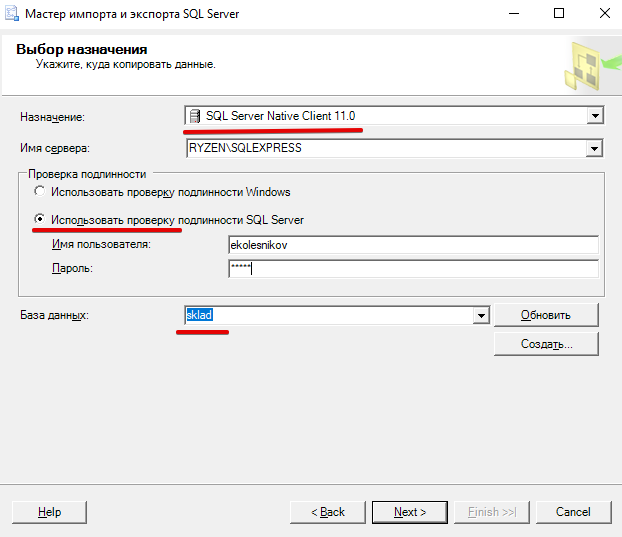 Мастер импорта и экспорта SQL Server
Выбор назначения
Укажите, куда копировать данные.
Назначение: SQL Server Native Client 11.0
Имя сервера: RYZEN\SQLEXPRESS
Проверка подлинности
Использовать проверку подлинности Windows
Использовать проверку подлинности SQL Server
Имя пользователя: ekolesnikov
Пароль: *****
База данных: sklad Обновить
Создать...
Help < Back Next > Finish >>| Cancel